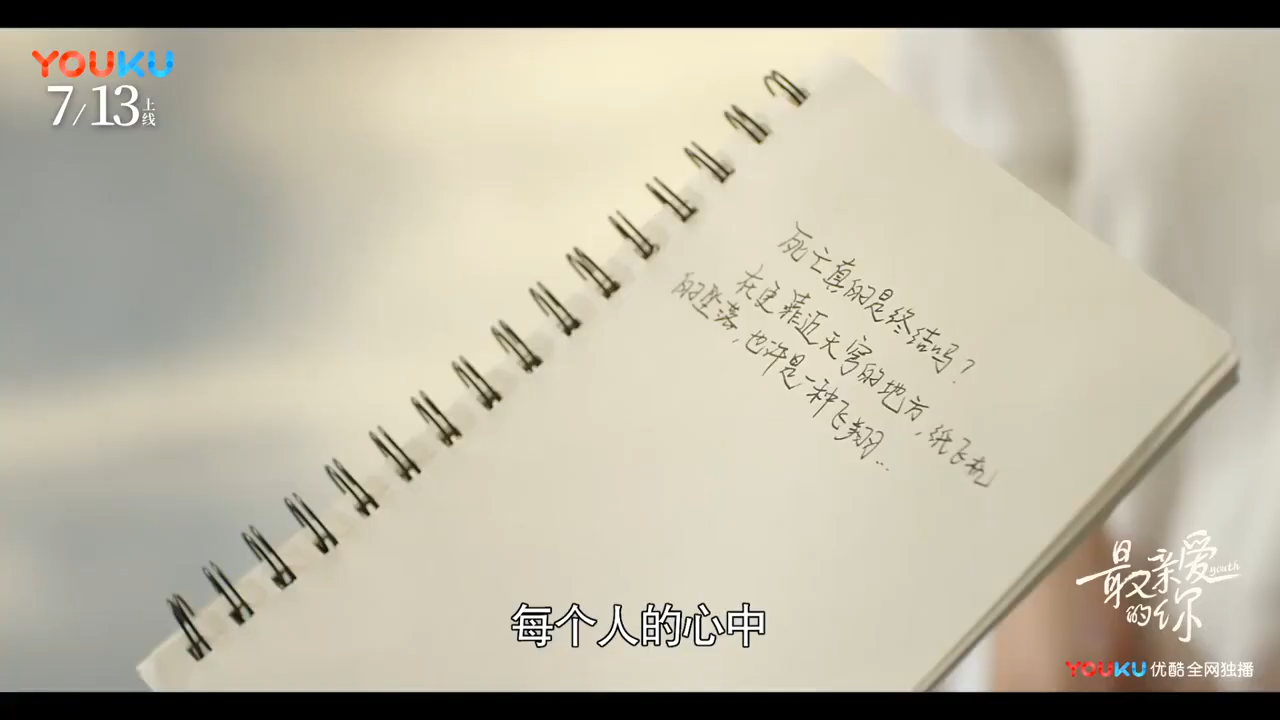 YOUKU
7/13上线
死亡真的是终结吗?
在更靠近天穹的地方,纸飞机
的坠落,也许是一种飞翔...
每个人的心中
最亲爱
youth
的你
YOUKU 优酷全网独播